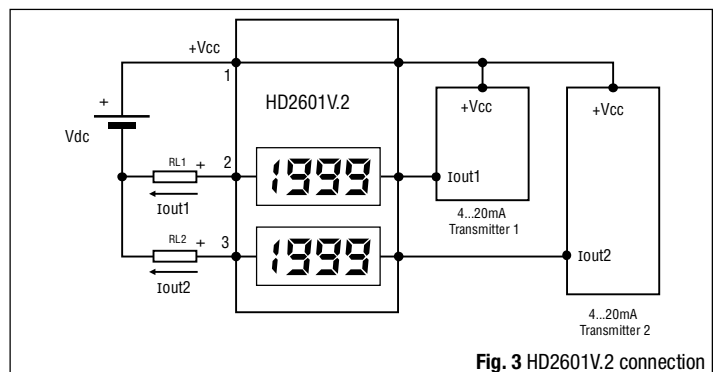 +Vcc
1
HD2601V.2
+Vcc
+Vcc
+
Vdc
RL1
+
2
1999
Iout1
Iout1
4...20mA
Transmitter 1
RL2
+
3
1999
Iout2
Iout2
4...20mA
Transmitter 2
Fig. 3 HD2601V.2 connection